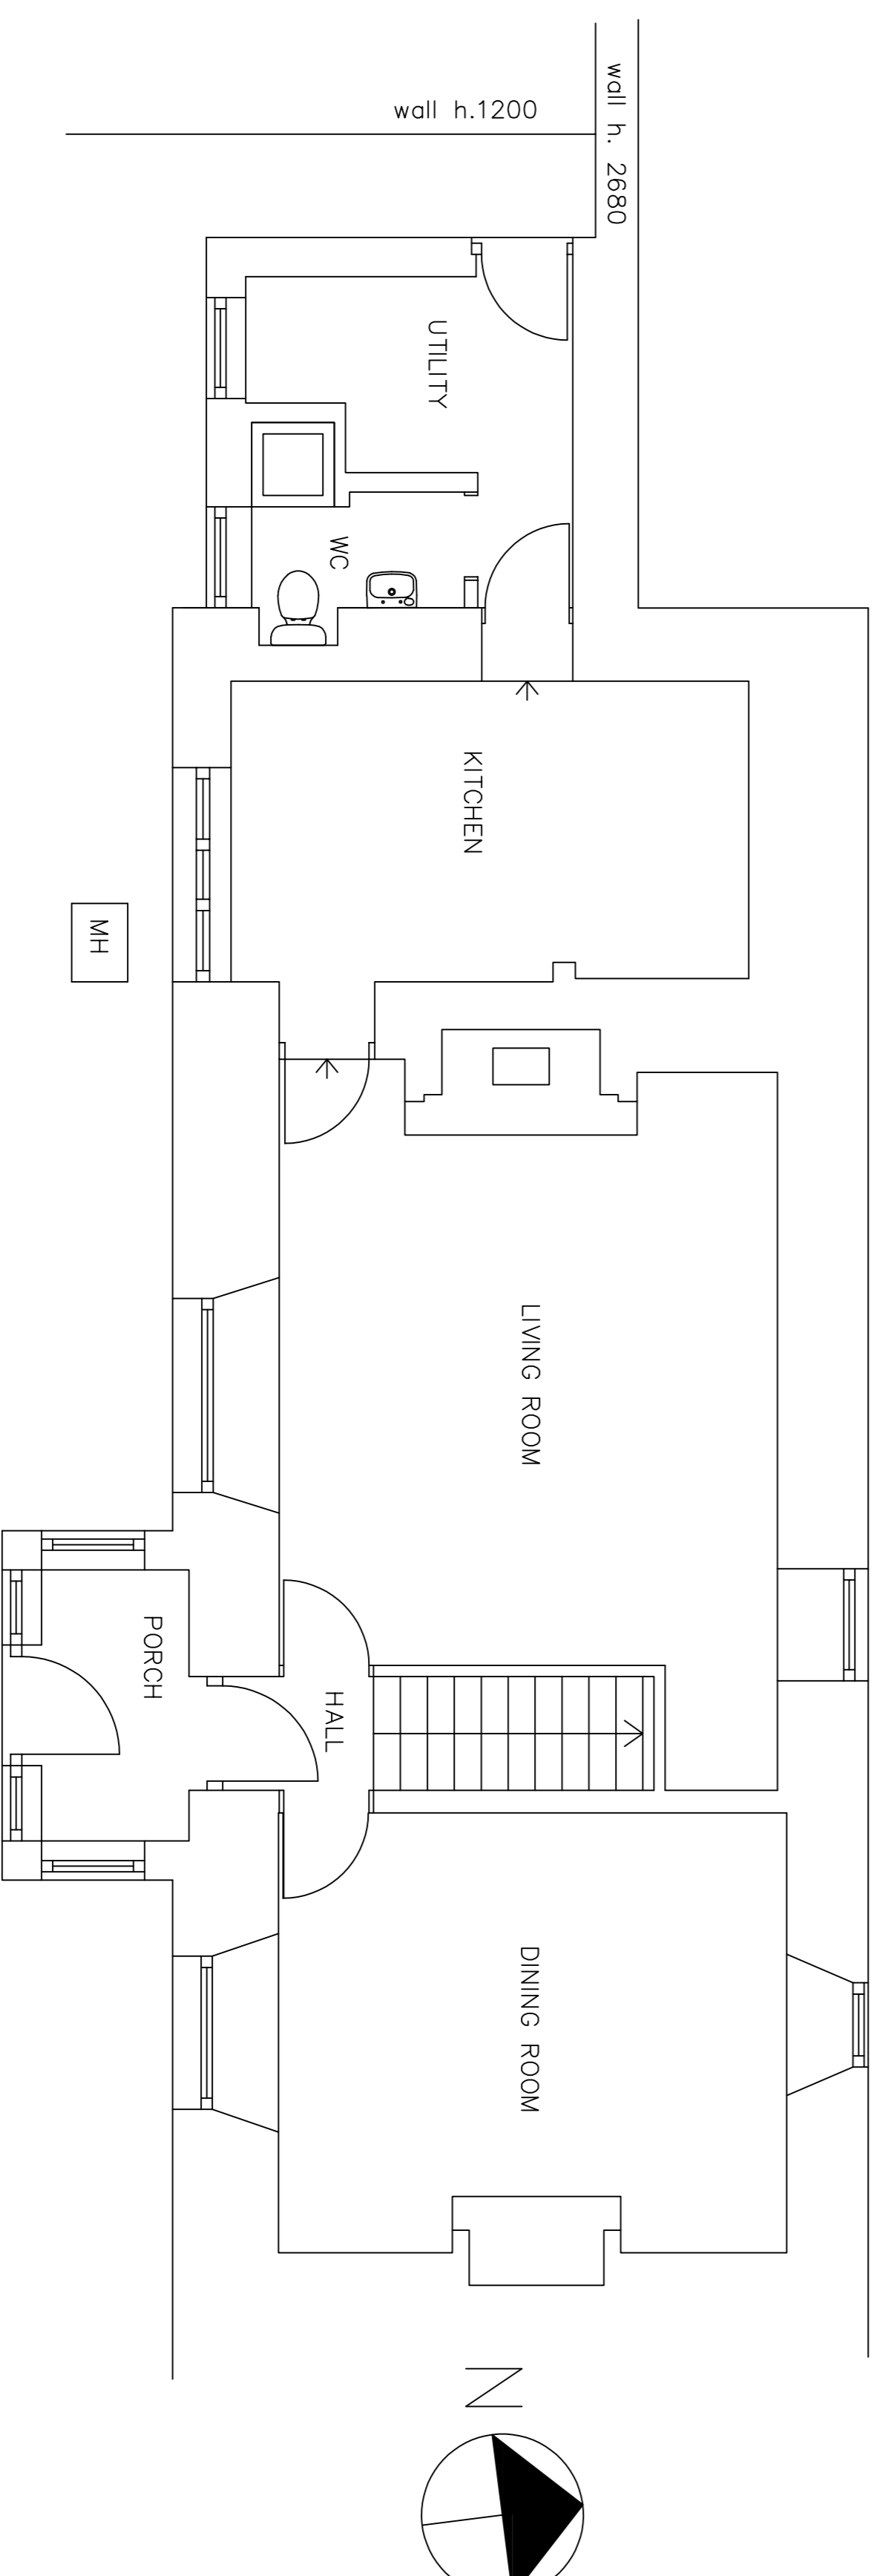 wall h.1200
wall h. 2680
UTILITY
WC
KITCHEN
MH
LIVING ROOM
PORCH
HALL
DINING ROOM
N